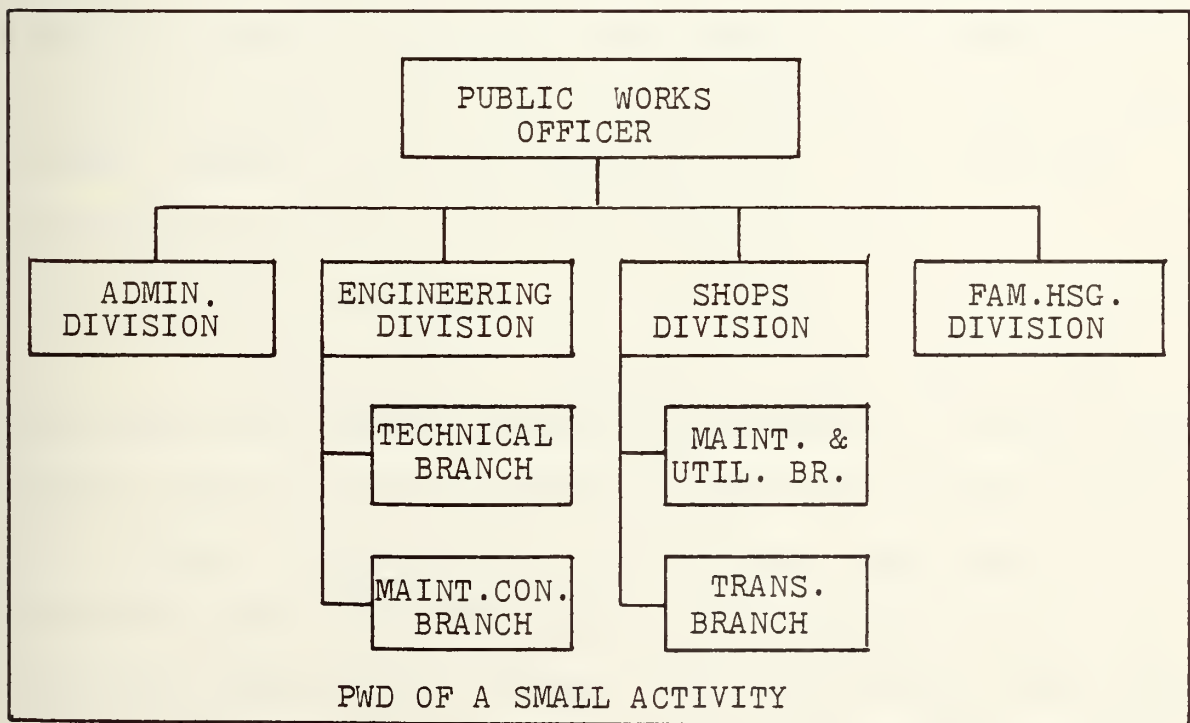 PUBLIC WORKS
OFFICER
ADMIN.
DIVISION
ENGINEERING
DIVISION
SHOPS
DIVISION
FAM.HSG.
DIVISION
TECHNICAL
BRANCH
MAINT. &
UTIL. BR.
MAINT.CON.
BRANCH
TRANS.
BRANCH
PWD OF A SMALL ACTIVITY